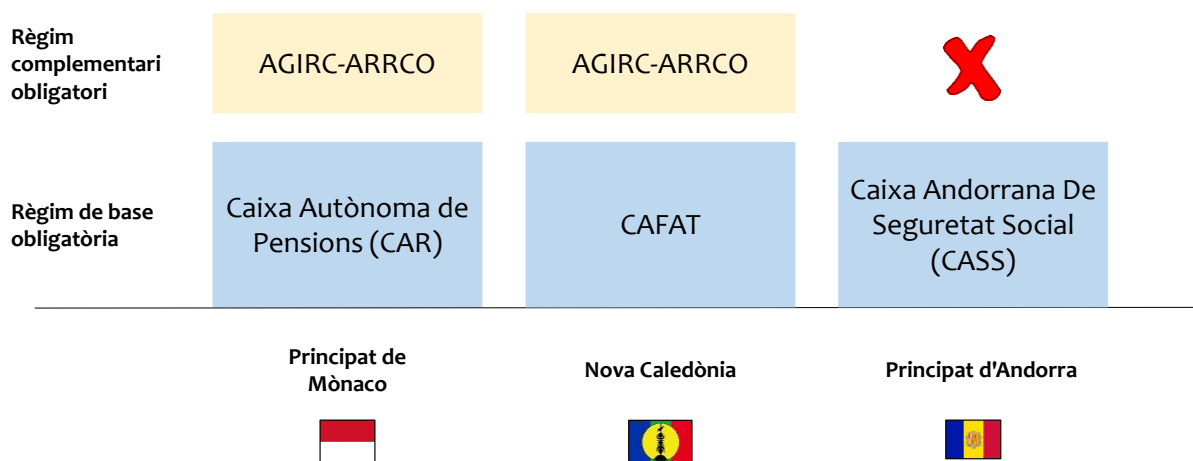 Règim
complementari
obligatori
AGIRC-ARRCO
AGIRC-ARRCO
Règim de base
obligatòria
Caixa Autònoma de
Pensions (CAR)
CAFAT
Caixa Andorrana De
Seguretat Social
(CASS)
Principat de
Mònaco
Nova Caledònia
Principat d'Andorra